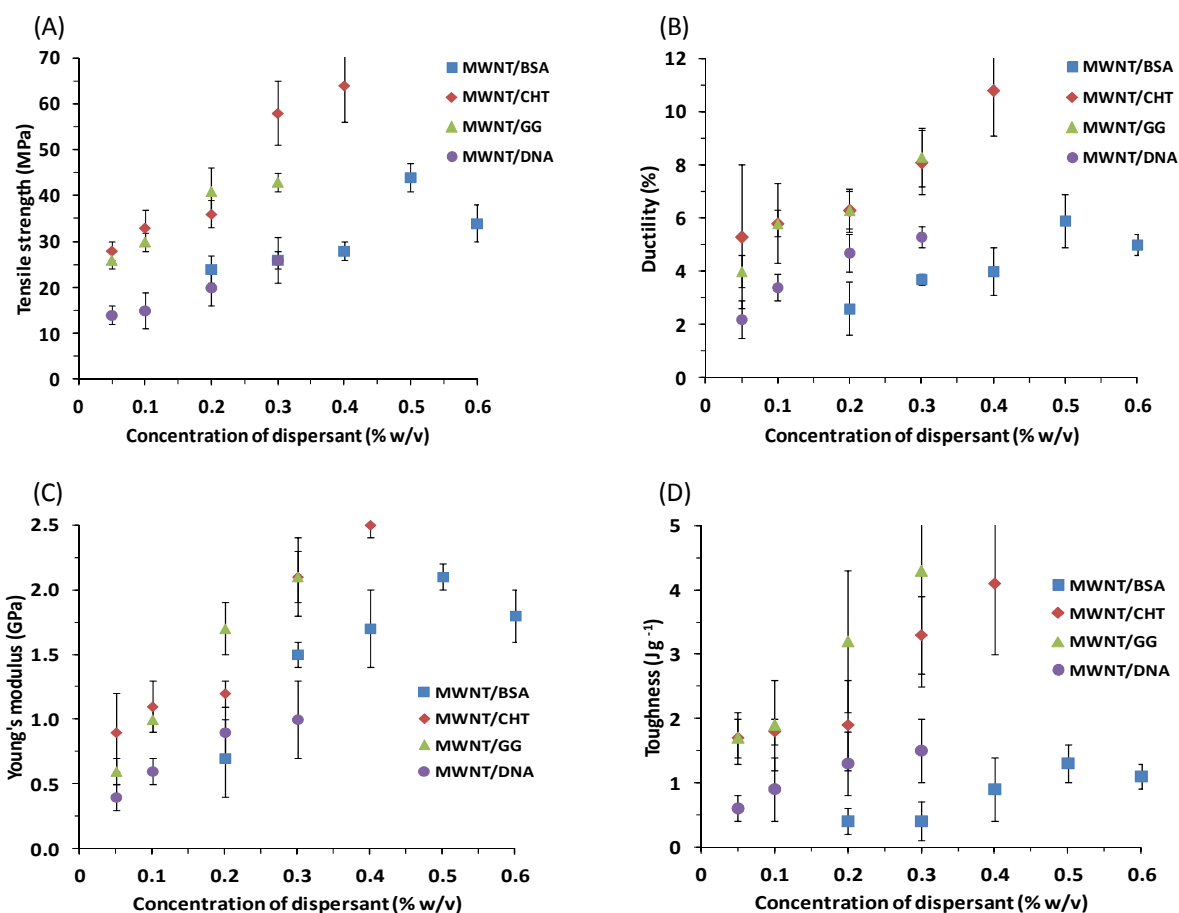 (A)
Tensile strength (MPa)
70
60
50
40
30
20
10
0
0 0.1 0.2 0.3 0.4 0.5 0.6
Concentration of dispersant (% w/v)
MWNT/BSA
MWNT/CHT
MWNT/GG
MWNT/DNA
(B)
Ductility (%)
12
10
8
6
4
2
0
0 0.1 0.2 0.3 0.4 0.5 0.6
Concentration of dispersant (% w/v)
MWNT/BSA
MWNT/CHT
MWNT/GG
MWNT/DNA
(C)
Young's modulus (GPa)
2.5
2.0
1.5
1.0
0.5
0.0
0 0.1 0.2 0.3 0.4 0.5 0.6
Concentration of dispersant (% w/v)
MWNT/BSA
MWNT/CHT
MWNT/GG
MWNT/DNA
(D)
Toughness (Jg⁻¹)
5
4
3
2
1
0
0 0.1 0.2 0.3 0.4 0.5 0.6
Concentration of dispersant (% w/v)
MWNT/BSA
MWNT/CHT
MWNT/GG
MWNT/DNA